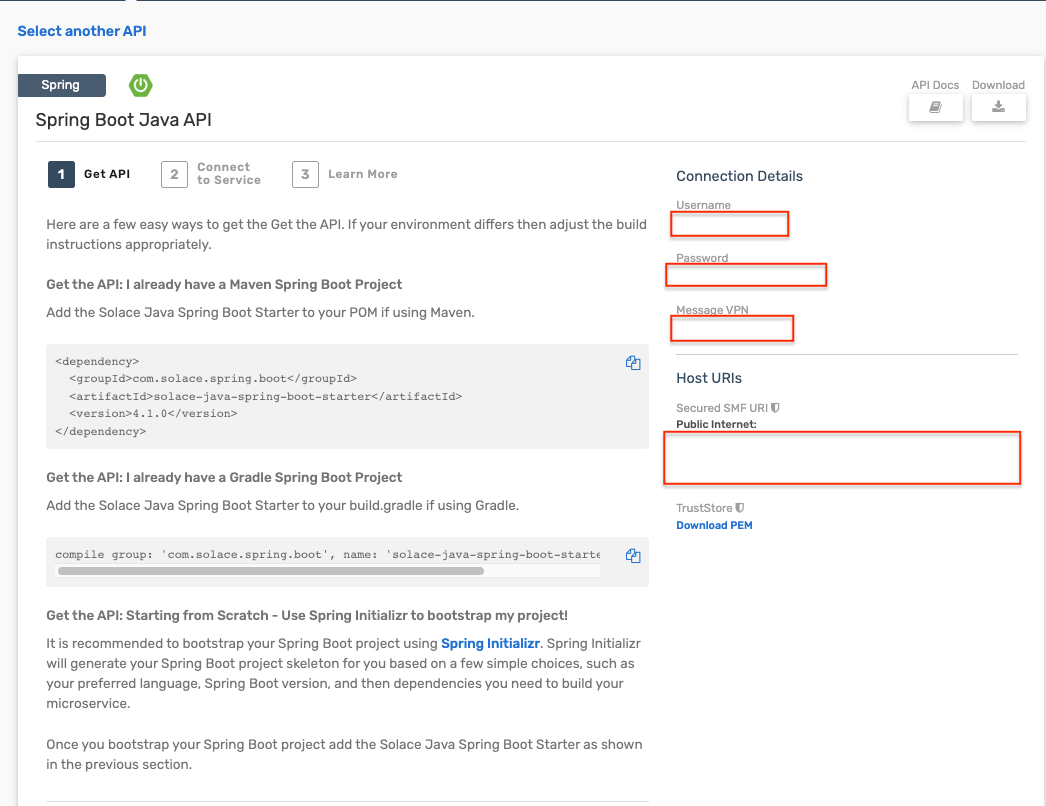 Select another API
Spring
API Docs
Download
Spring Boot Java API
1
Get API
2
Connect
to Service
3
Learn More
Here are a few easy ways to get the Get the API. If your environment differs then adjust the build
instructions appropriately.
Get the API: I already have a Maven Spring Boot Project
Add the Solace Java Spring Boot Starter to your POM if using Maven.
<dependency>
<groupId>com.solace.spring.boot</groupId>
<artifactId>solace-java-spring-boot-starter</artifactId>
<version>4.1.0</version>
</dependency>
Get the API: I already have a Gradle Spring Boot Project
Add the Solace Java Spring Boot Starter to your build.gradle if using Gradle.
compile group: 'com.solace.spring.boot', name: 'solace-java-spring-boot-starte
Get the API: Starting from Scratch - Use Spring Initializr to bootstrap my project!
It is recommended to bootstrap your Spring Boot project using Spring Initializr. Spring Initializr
will generate your Spring Boot project skeleton for you based on a few simple choices, such as
your preferred language, Spring Boot version, and then dependencies you need to build your
microservice.
Once you bootstrap your Spring Boot project add the Solace Java Spring Boot Starter as shown
in the previous section.
Connection Details
Username
Password
Message VPN
Host URIs
Secured SMF URI
Public Internet:
TrustStore
Download PEM